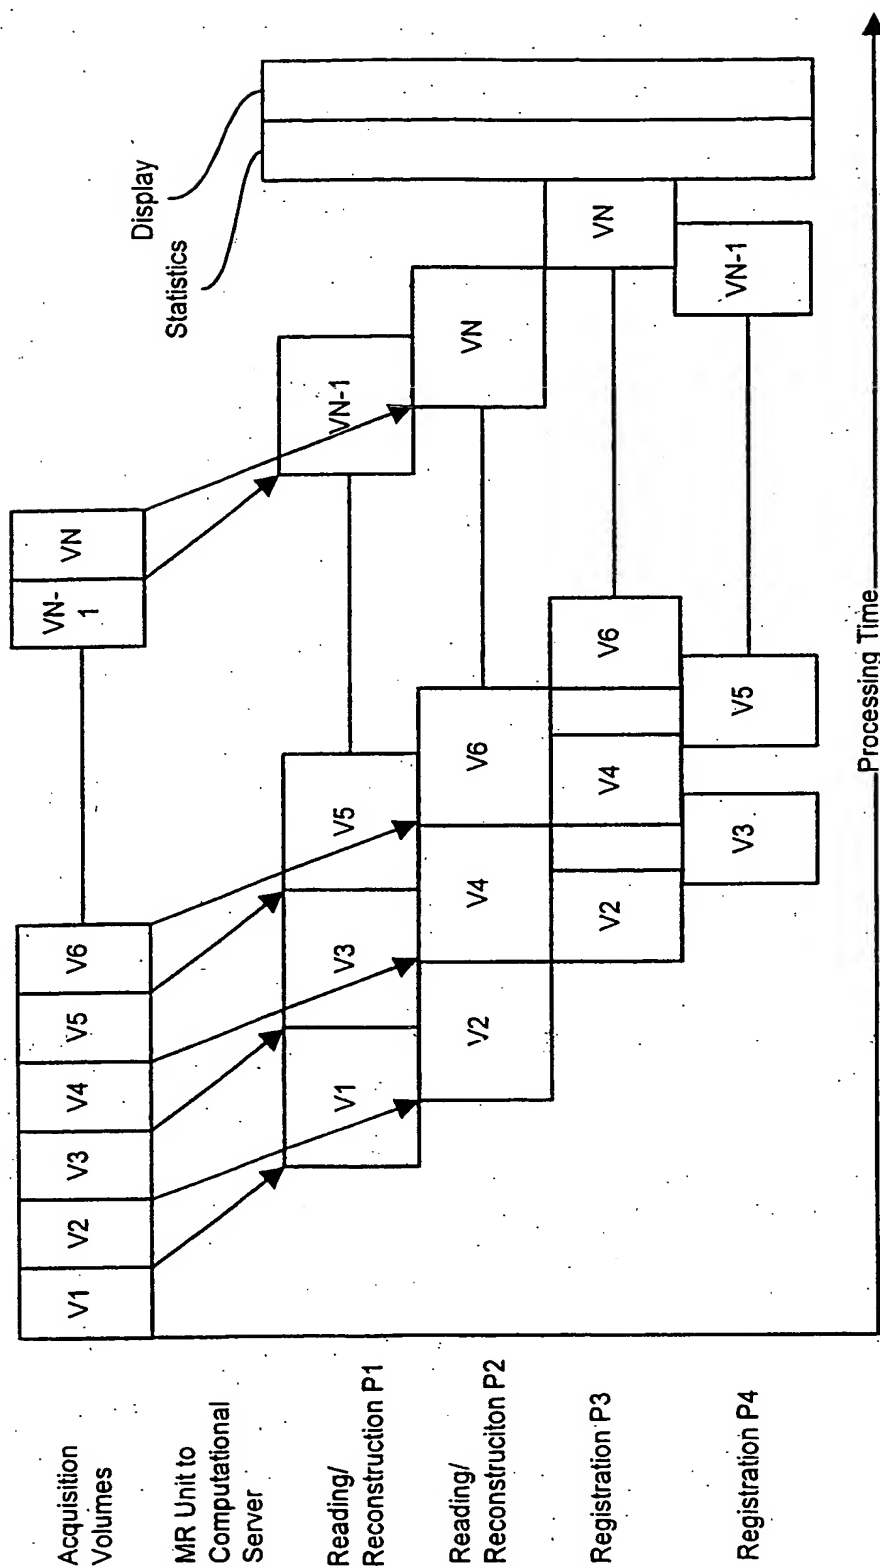 Acquisition
Volumes
V1
V2
V3
V4
V5
V6
VN-
1
VN
MR Unit to
Computational
Server
Display
Statistics
Reading/
Reconstruction P1
V1
V3
V5
VN-1
Reading/
Reconstruciton P2
V2
V4
V6
VN
Registration P3
V2
V4
V6
VN
Registration P4
V3
V5
VN-1
Processing Time